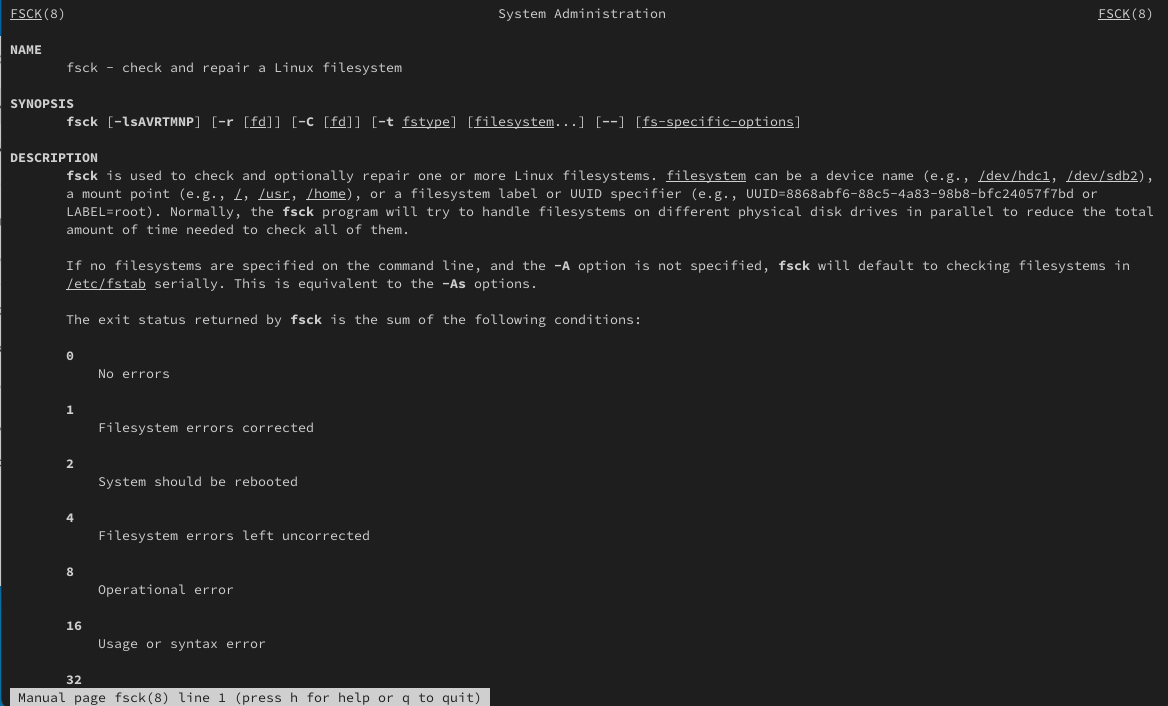 FSCK(8) System Administration FSCK(8)
NAME
fsck - check and repair a Linux filesystem
SYNOPSIS
fsck [-lsAVRTMNP] [-r [fd]] [-C [fd]] [-t fstype] [filesystem...] [--] [fs-specific-options]
DESCRIPTION
fsck is used to check and optionally repair one or more Linux filesystems. filesystem can be a device name (e.g., /dev/hdc1, /dev/sdb2),
a mount point (e.g., /, /usr, /home), or a filesystem label or UUID specifier (e.g., UUID=8868abf6-88c5-4a83-98b8-bfc24057f7bd or
LABEL=root). Normally, the fsck program will try to handle filesystems on different physical disk drives in parallel to reduce the total
amount of time needed to check all of them.
If no filesystems are specified on the command line, and the -A option is not specified, fsck will default to checking filesystems in
/etc/fstab serially. This is equivalent to the -As options.
The exit status returned by fsck is the sum of the following conditions:
0
No errors
1
Filesystem errors corrected
2
System should be rebooted
4
Filesystem errors left uncorrected
8
Operational error
16
Usage or syntax error
32
Manual page fsck(8) line 1 (press h for help or q to quit)